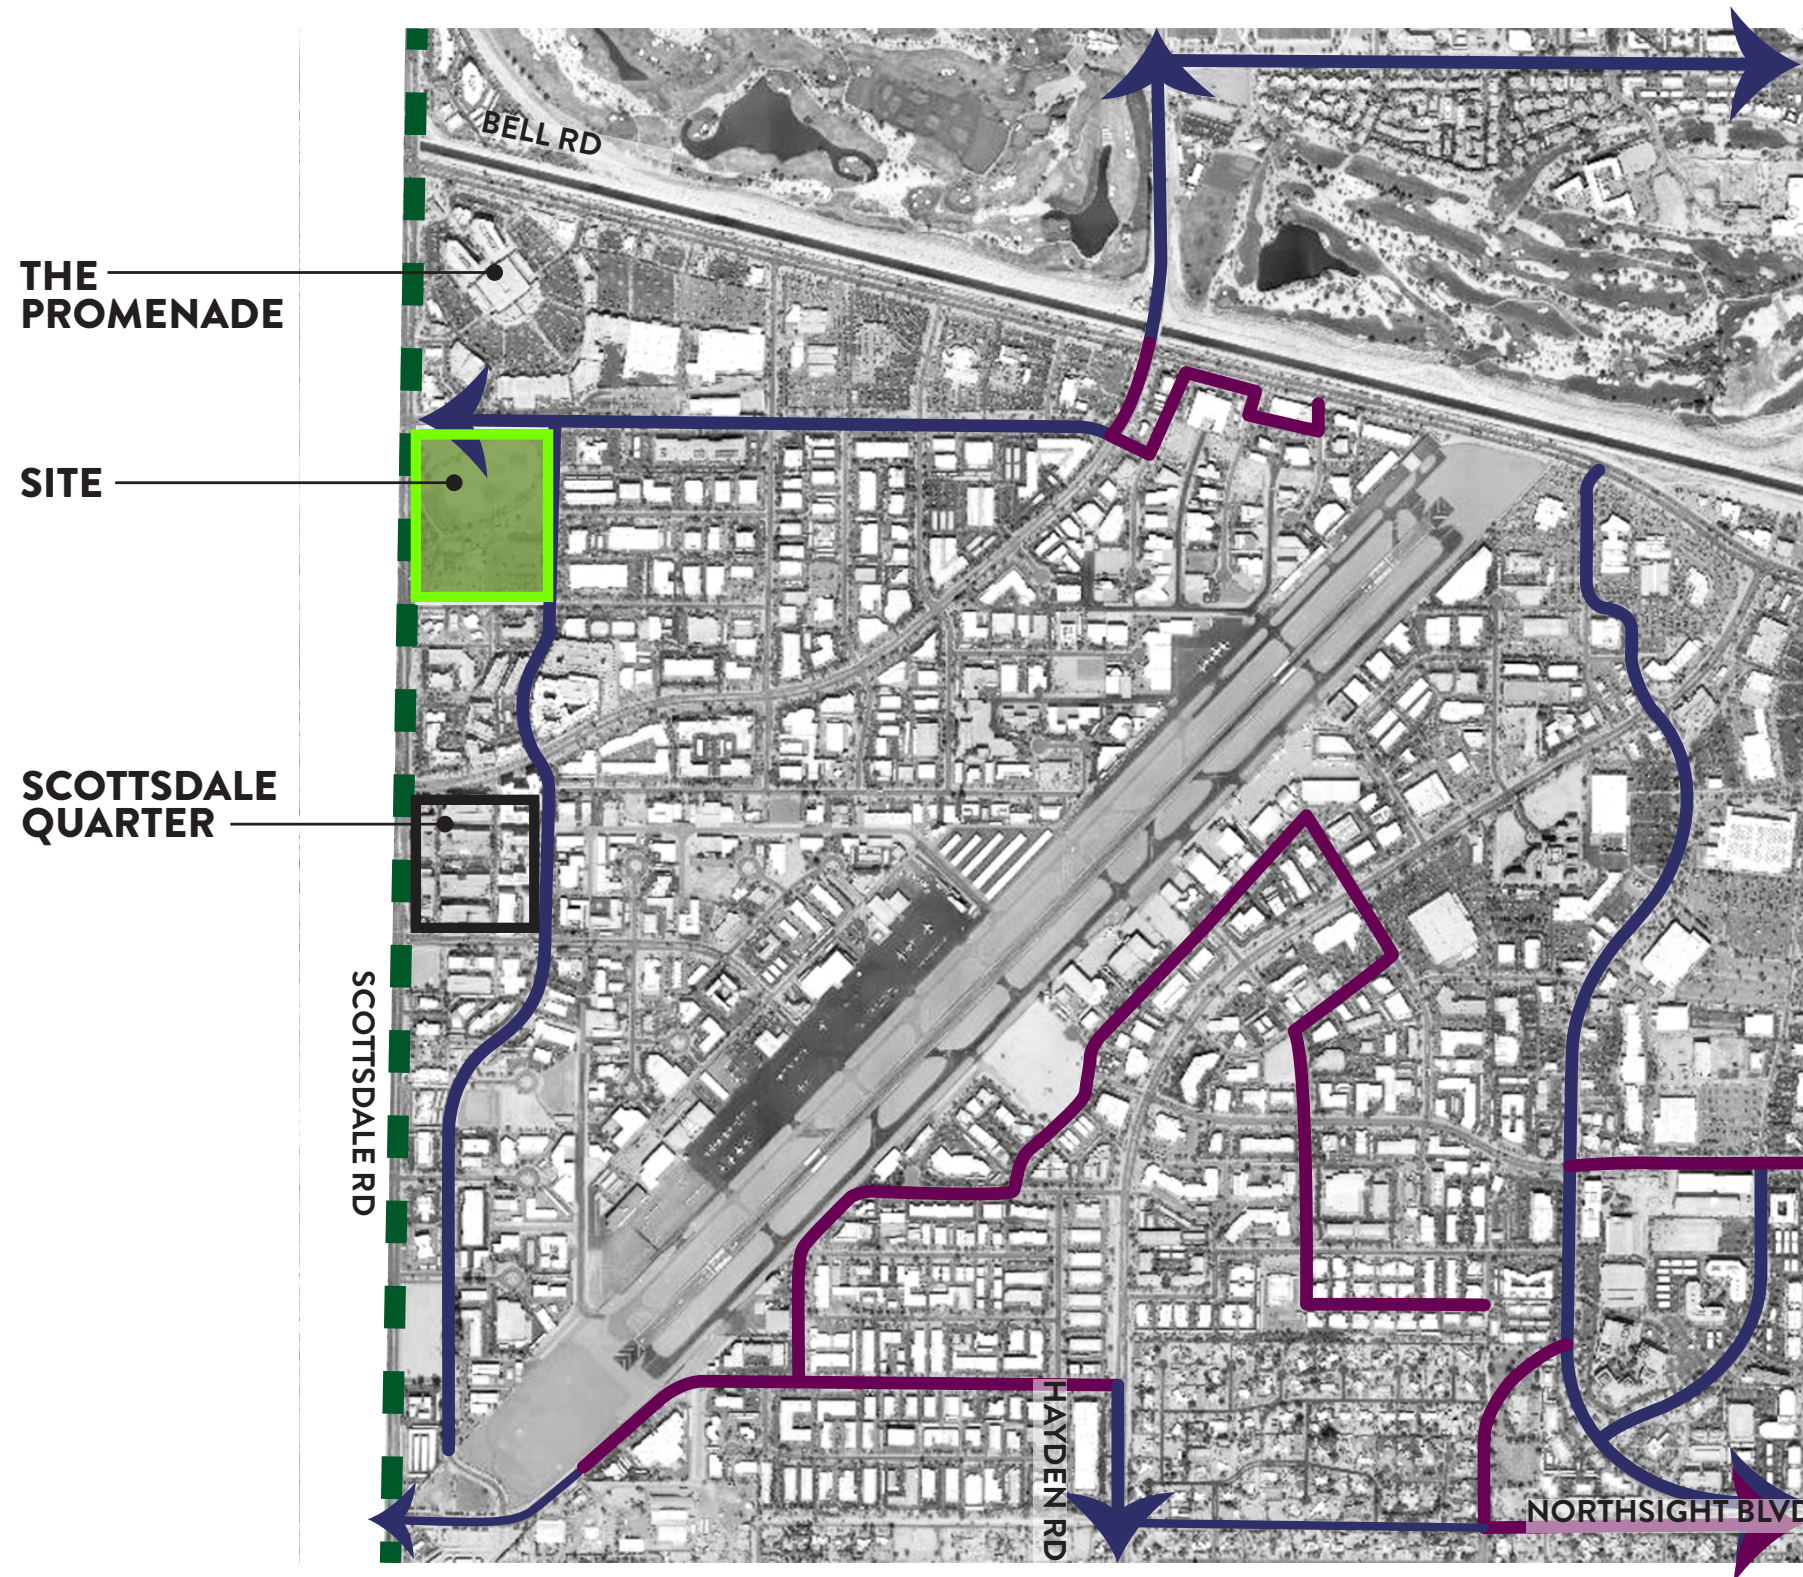 BELL RD
THE
PROMENADE
SITE
SCOTTSDALE
QUARTER
SCOTTSDALE RD
HAYDEN RD
NORTHSIGHT BLVD